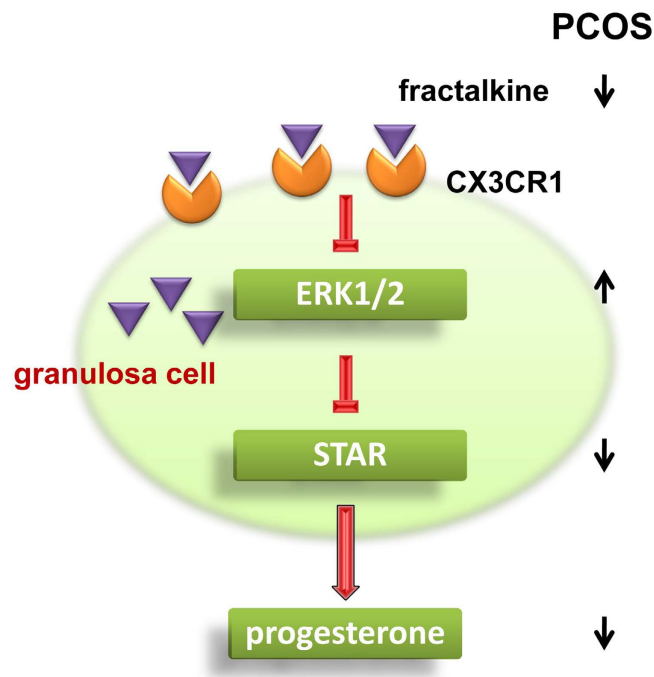 PCOS
fractalkine ↓
CX3CR1
ERK1/2 ↑
granulosa cell
STAR ↓
progesterone ↓